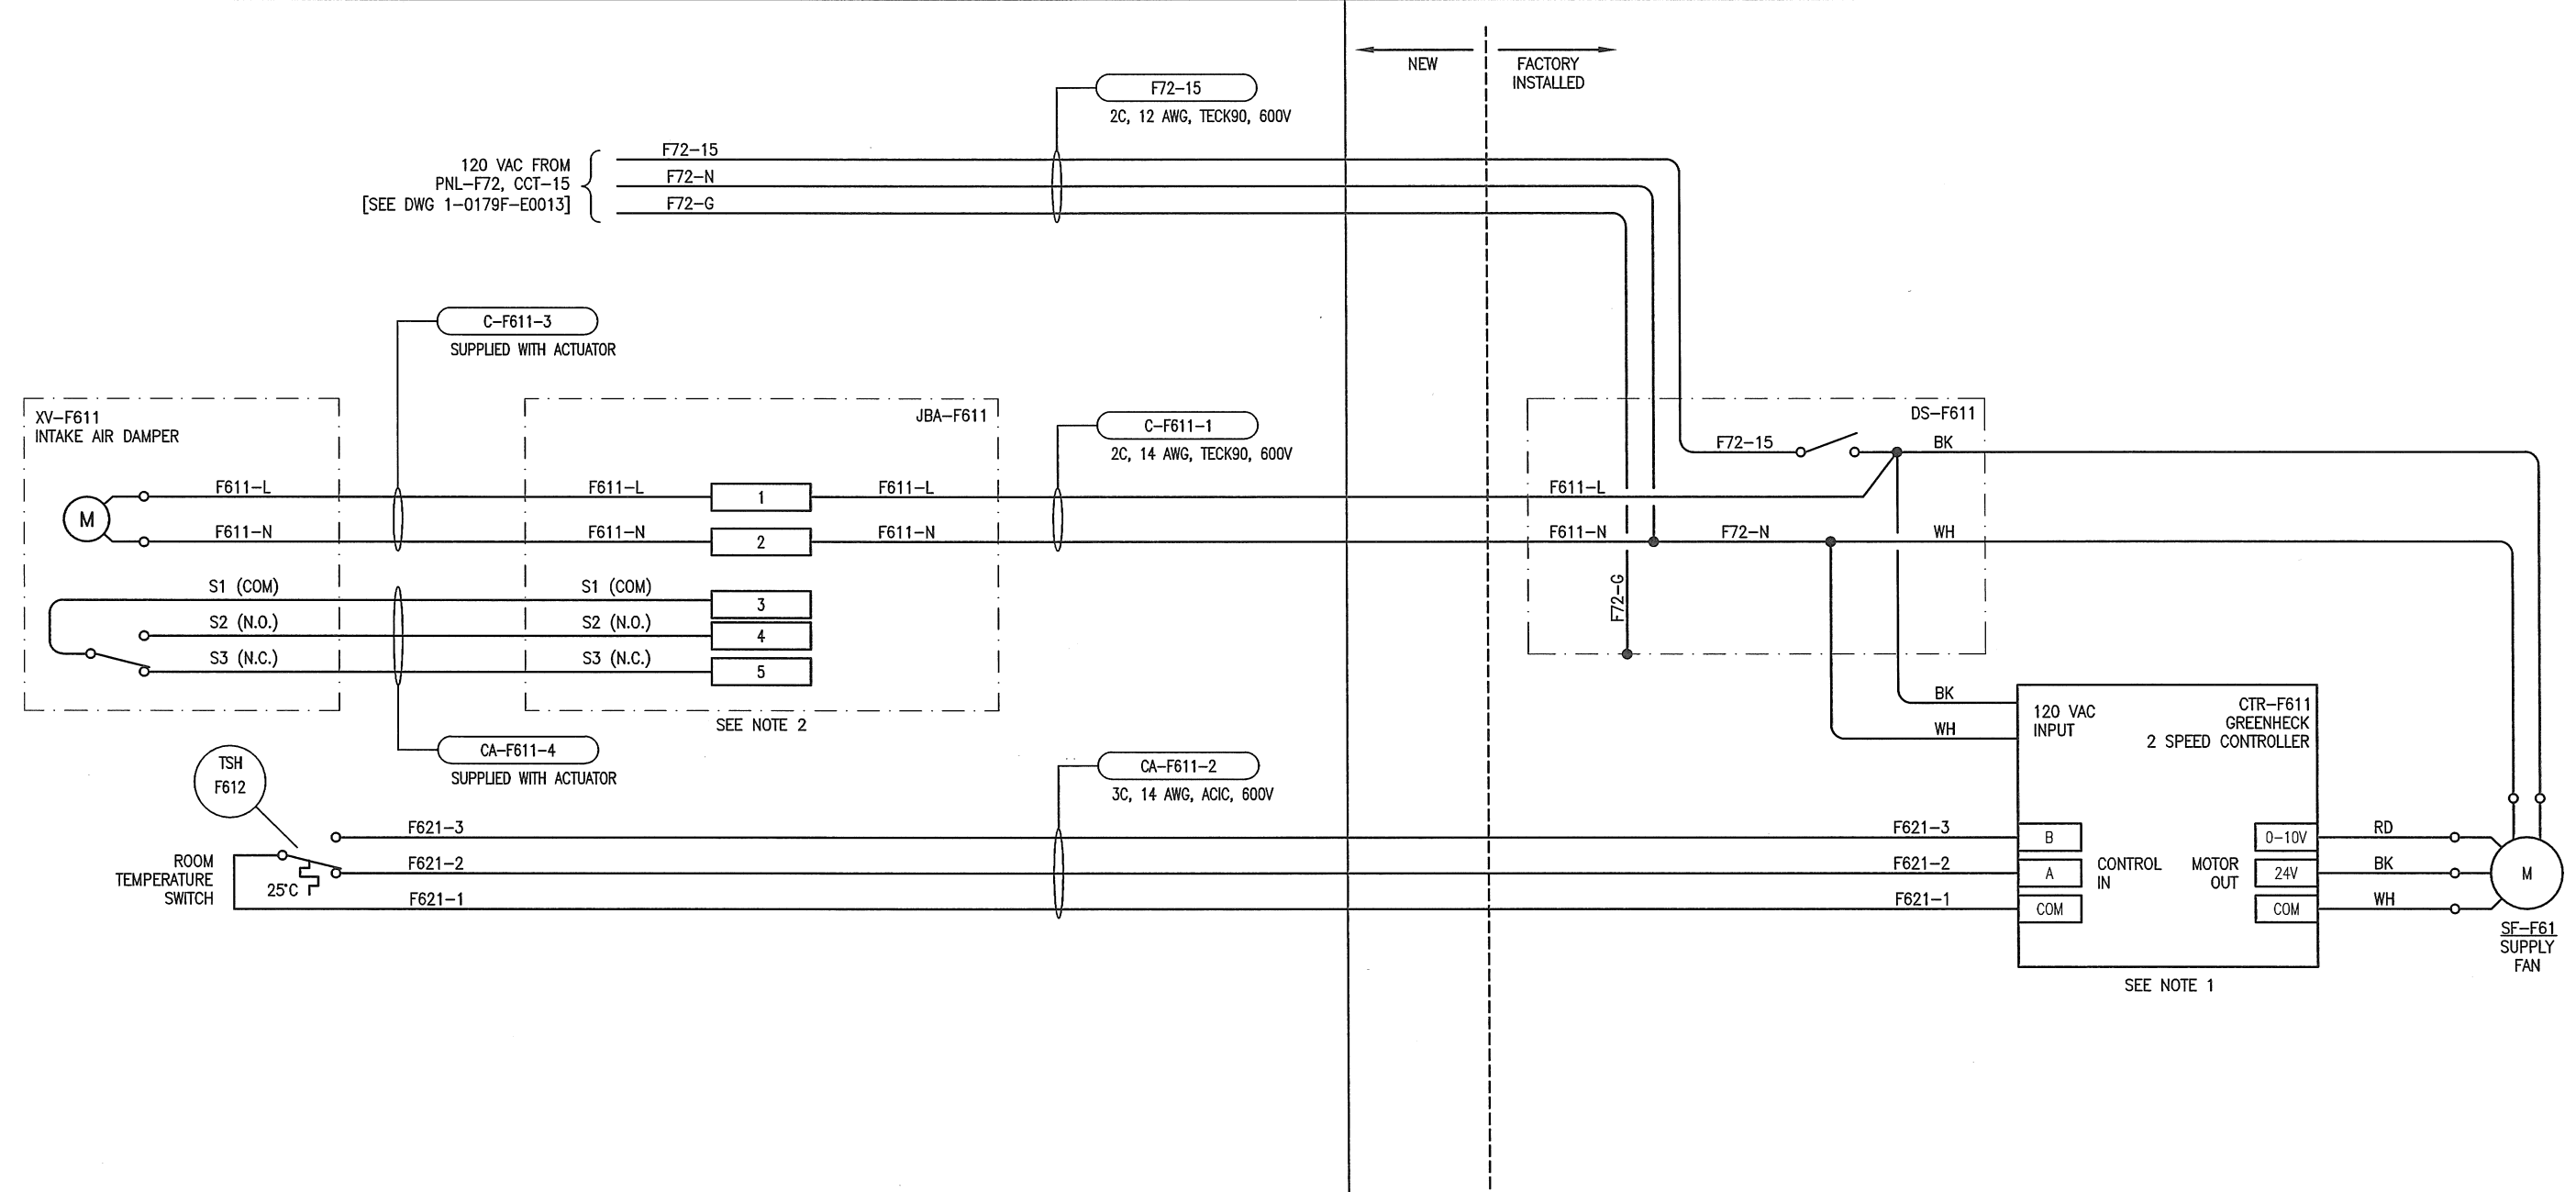 NEW
FACTORY
INSTALLED
F72-15
2C, 12 AWG, TECK90, 600V
120 VAC FROM
PNL-F72, CCT-15
[SEE DWG 1-0179F-E0013]
F72-15
F72-N
F72-G
C-F611-3
SUPPLIED WITH ACTUATOR
XV-F611
INTAKE AIR DAMPER
JBA-F611
C-F611-1
2C, 14 AWG, TECK90, 600V
DS-F611
F72-15
BK
M
F611-L
F611-L
1
F611-L
F611-L
F611-N
F611-N
2
F611-N
F611-N
F72-N
WH
F72-G
S1 (COM)
S1 (COM)
3
S2 (N.O.)
S2 (N.O.)
4
S3 (N.C.)
S3 (N.C.)
5
SEE NOTE 2
CA-F611-4
SUPPLIED WITH ACTUATOR
BK
WH
120 VAC
INPUT
CTR-F611
GREENHECK
2 SPEED CONTROLLER
TSH
F612
CA-F611-2
3C, 14 AWG, ACIC, 600V
ROOM
TEMPERATURE
SWITCH
25°C
F621-3
F621-2
F621-1
F621-3
F621-2
F621-1
B
A
COM
CONTROL
IN
MOTOR
OUT
0-10V
24V
COM
RD
BK
WH
M
SF-F61
SUPPLY
FAN
SEE NOTE 1